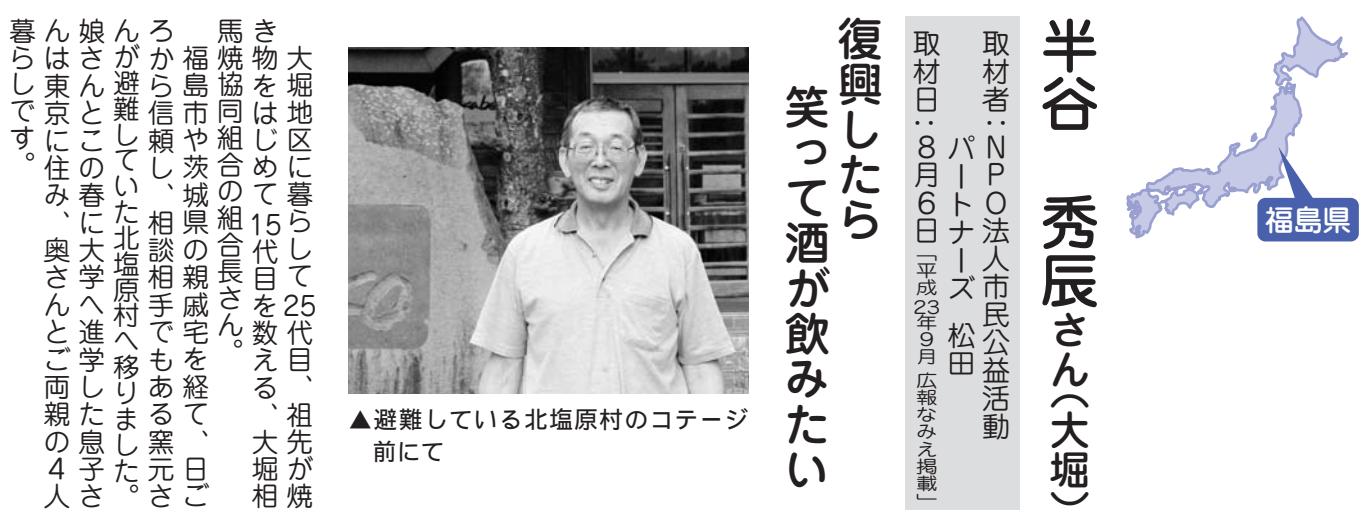 福島県
半谷　秀辰さん（大堀）
取材者：ＮＰＯ法人市民公益活動
パートナーズ　松田
取材日：８月６日「平成23年９月 広報なみえ掲載」
復興したら
笑って酒が飲みたい
▲避難している北塩原村のコテージ
前にて
大堀地区に暮らして25代目、祖先が焼
き物をはじめて15代目を数える、大堀相
馬焼協同組合の組合長さん。
福島市や茨城県の親戚宅を経て、日ご
ろから信頼し、相談相手でもある窯元さ
んが避難していた北塩原村へ移りました。
娘さんとこの春に大学へ進学した息子さ
んは東京に住み、奥さんとご両親の４人
暮らしです。